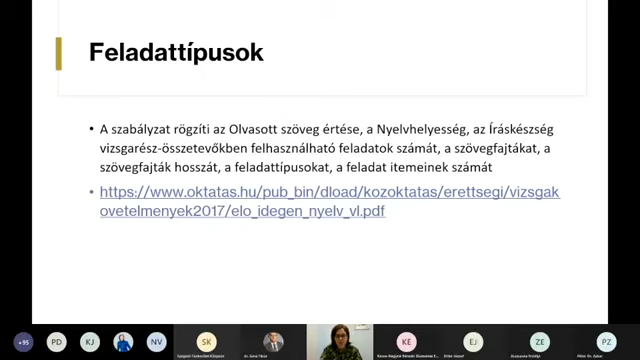 Feladattípusok
• A szabályzat rögzíti az Olvasott szöveg értése, a Nyelvhelyesség, az Íráskészség
vizsgarész-összetevőkben felhasználható feladatok számát, a szövegfajtákat, a
szövegfajták hosszát, a feladattípusokat, a feladat itemeinek számát
• https://www.oktatas.hu/pub_bin/dload/kozoktatas/erettsegi/vizsgak
ovetelmenyek2017/elo_idegen_nyelv_vl.pdf
+95 PD KJ NV SK KE EJ ZE PZ